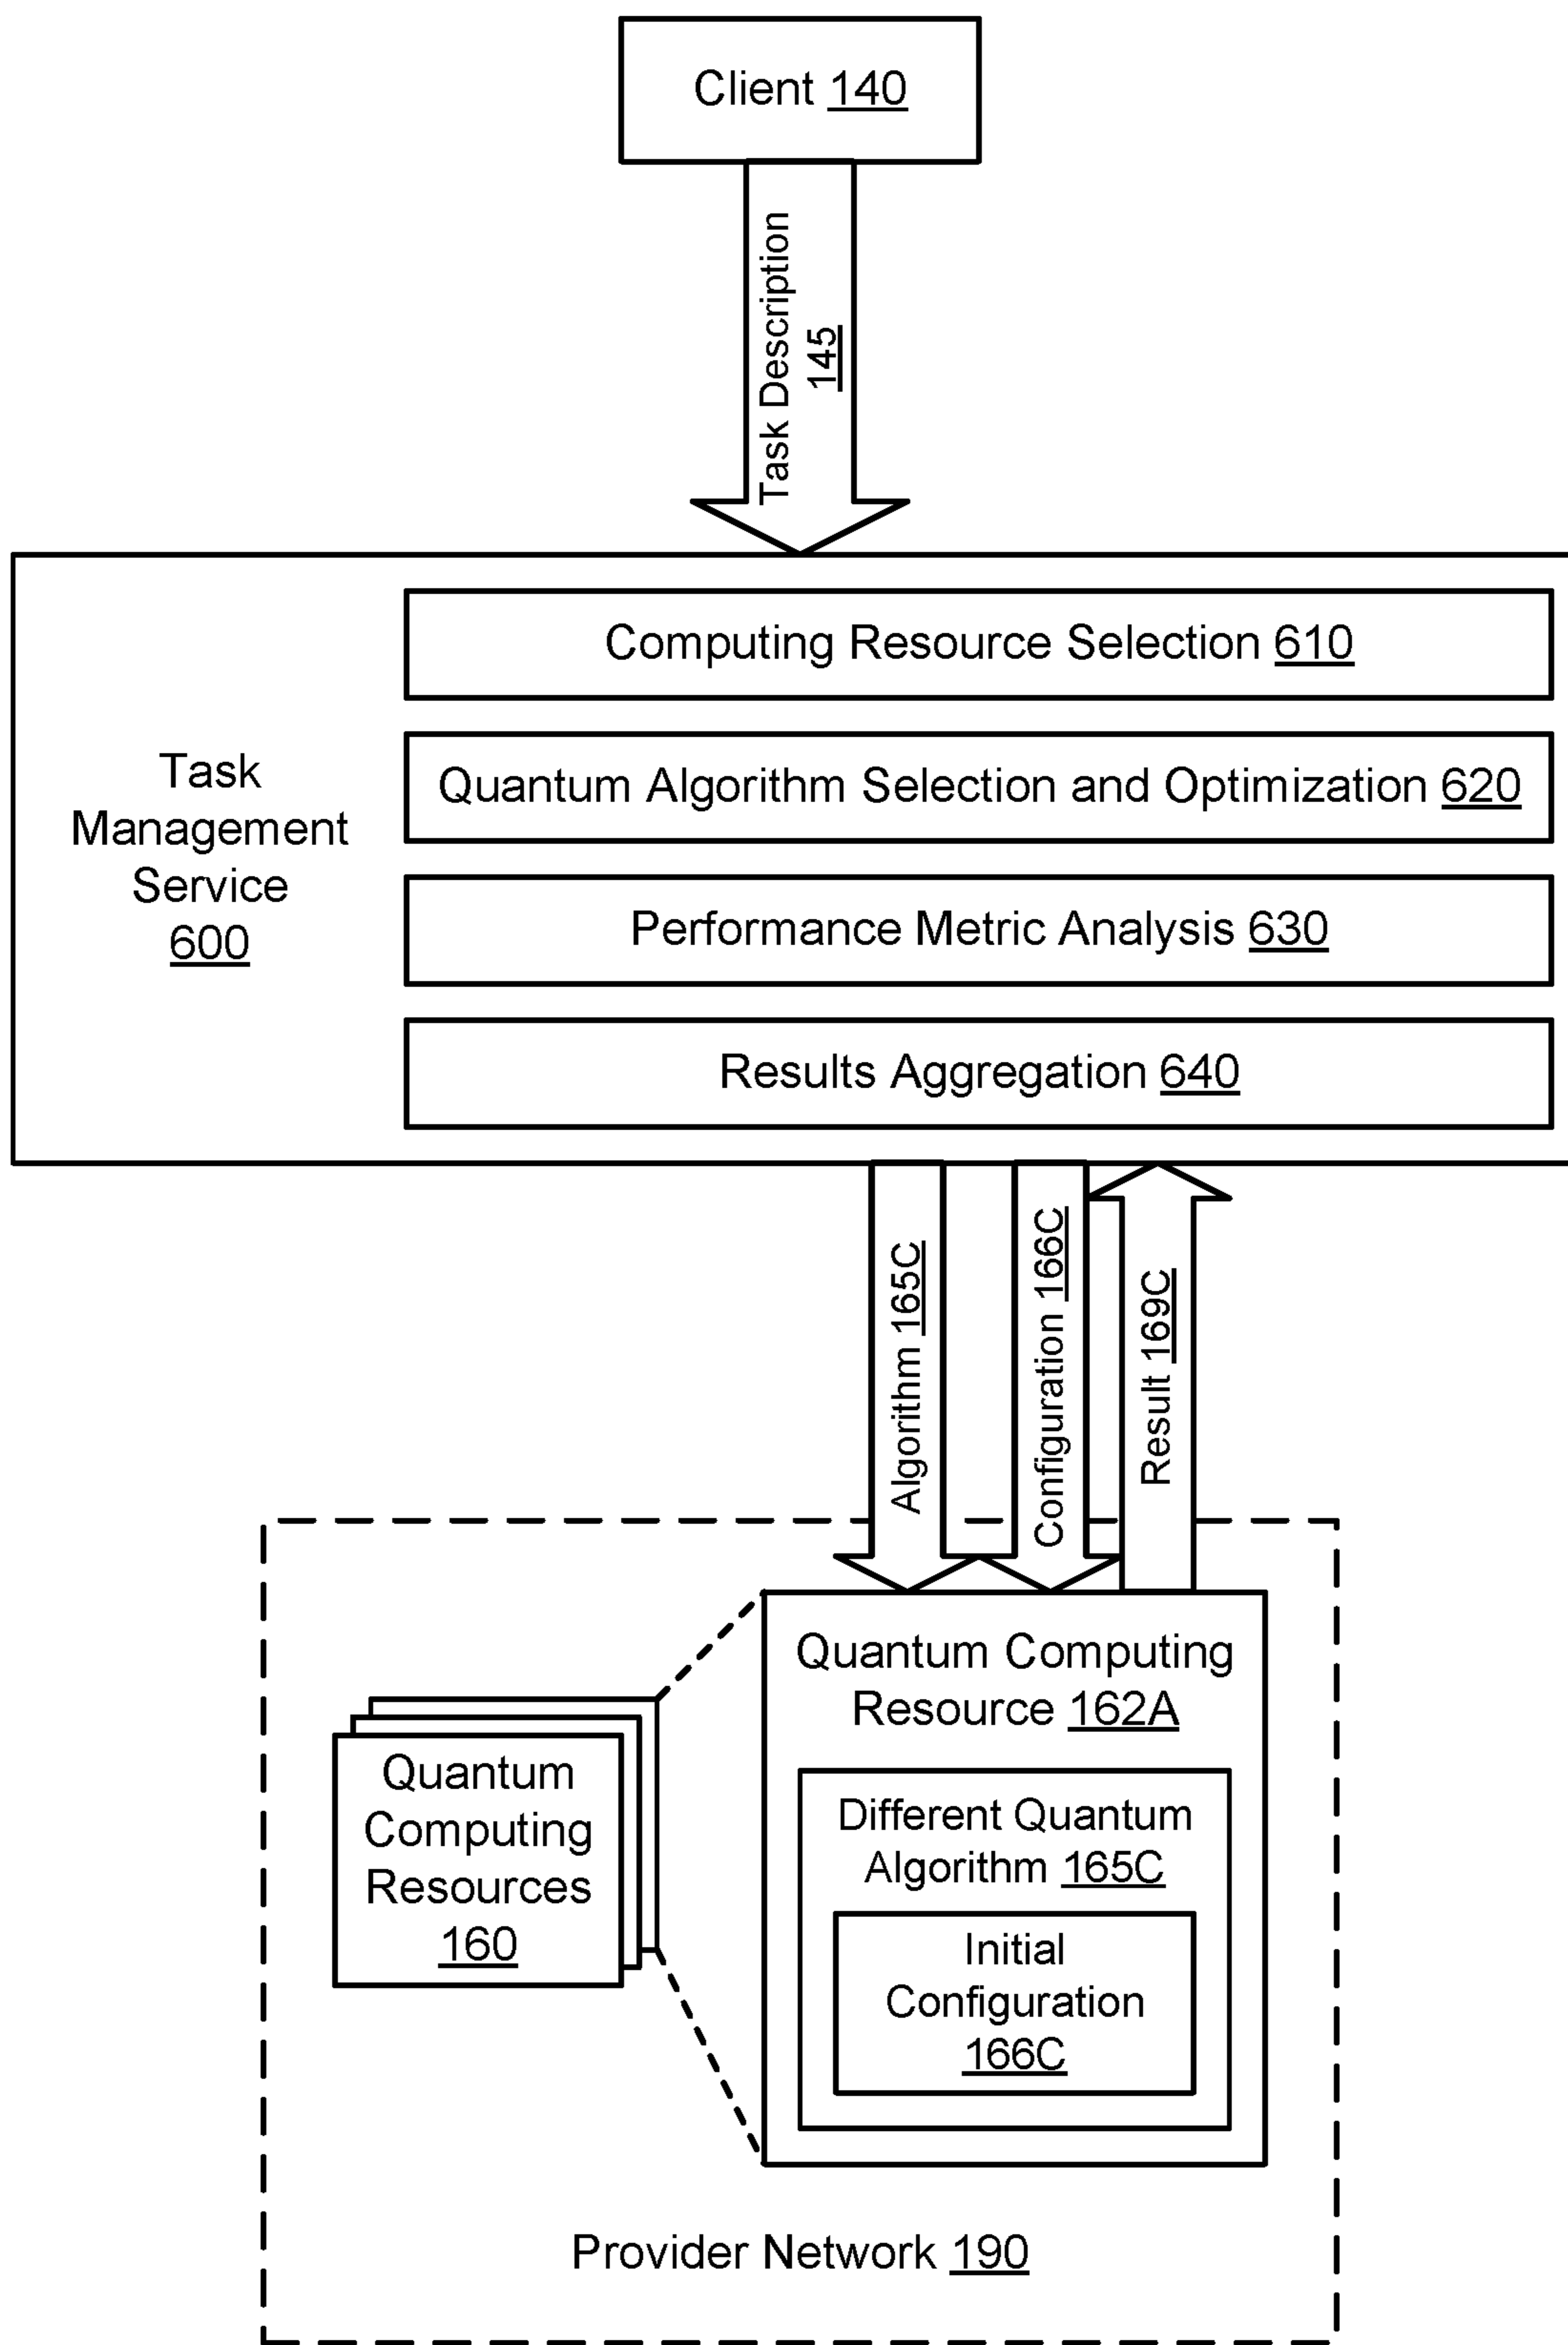 Client 140
Task Description
145
Task
Management
Service
600
Computing Resource Selection 610
Quantum Algorithm Selection and Optimization 620
Performance Metric Analysis 630
Results Aggregation 640
Algorithm 165C
Configuration 166C
Result 169C
Quantum
Computing
Resources
160
Quantum Computing
Resource 162A
Different Quantum
Algorithm 165C
Initial
Configuration
166C
Provider Network 190